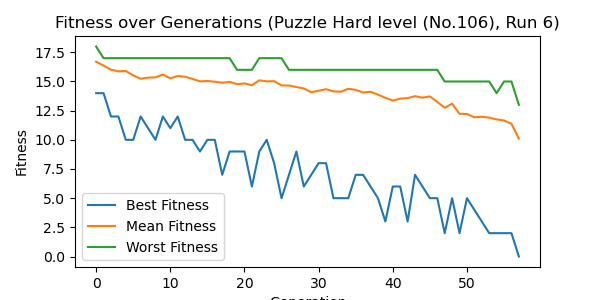 Fitness over Generations (Puzzle Hard level (No.106), Run 6)
Fitness
17.5
15.0
12.5
10.0
7.5
5.0
2.5
0.0
Best Fitness
Mean Fitness
Worst Fitness
0 10 20 30 40 50
Generation